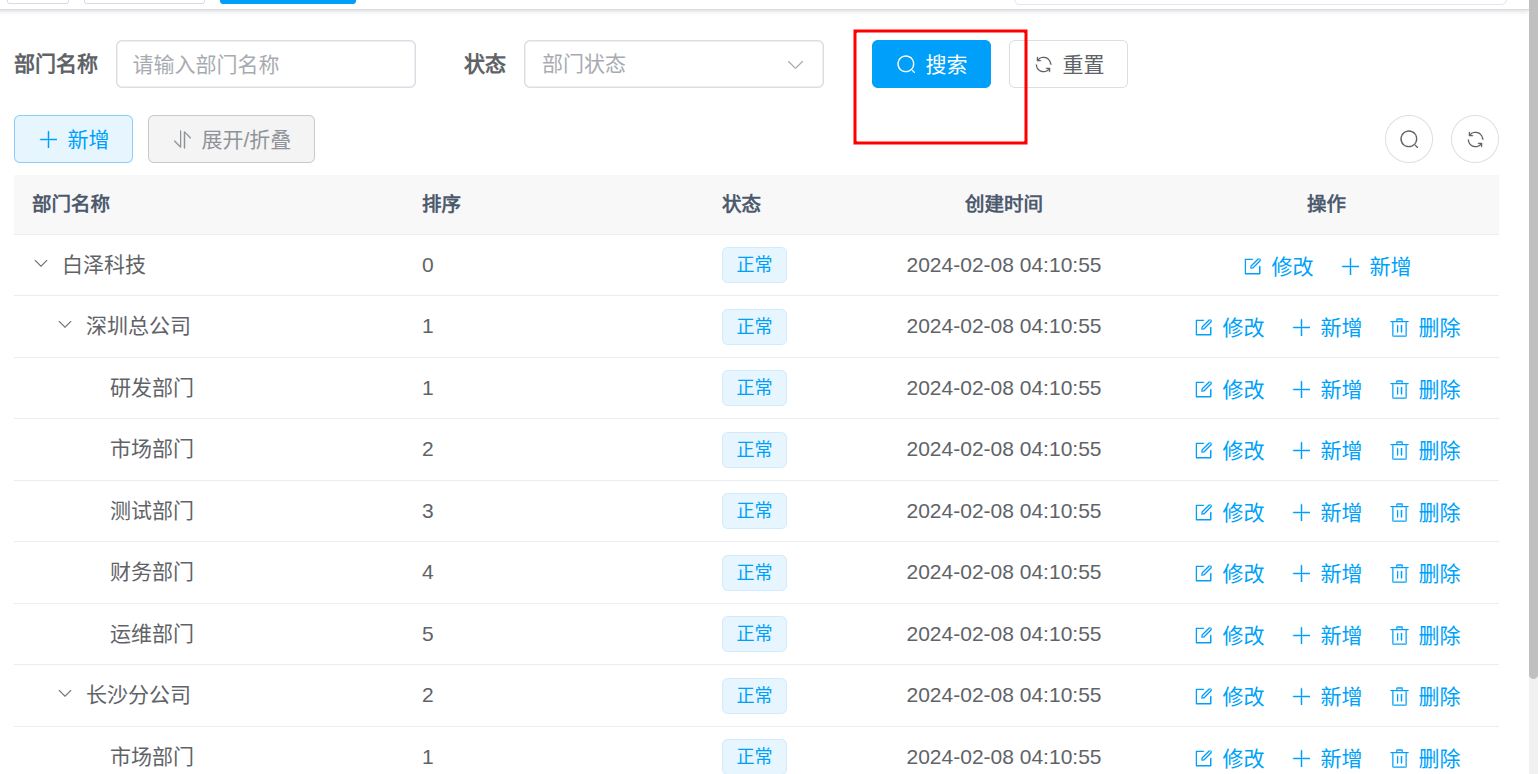 部门名称 请输入部门名称 状态 部门状态 搜索 重置
新增 展开/折叠
部门名称 排序 状态 创建时间 操作
白泽科技 0 正常 2024-02-08 04:10:55 修改 新增
深圳总公司 1 正常 2024-02-08 04:10:55 修改 新增 删除
研发部门 1 正常 2024-02-08 04:10:55 修改 新增 删除
市场部门 2 正常 2024-02-08 04:10:55 修改 新增 删除
测试部门 3 正常 2024-02-08 04:10:55 修改 新增 删除
财务部门 4 正常 2024-02-08 04:10:55 修改 新增 删除
运维部门 5 正常 2024-02-08 04:10:55 修改 新增 删除
长沙分公司 2 正常 2024-02-08 04:10:55 修改 新增 删除
市场部门 1 正常 2024-02-08 04:10:55 修改 新增 删除